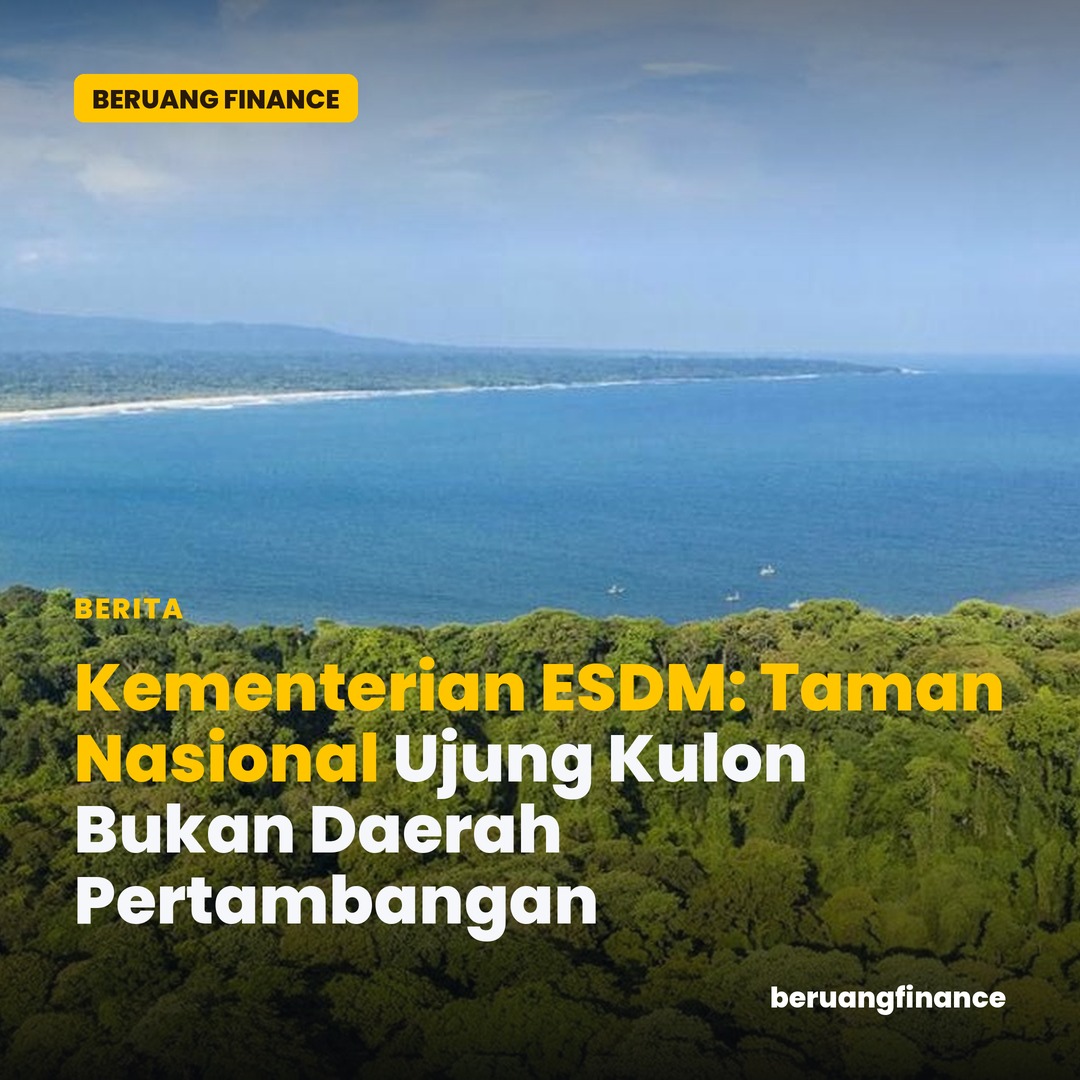 BERUANG FINANCE
BERITA
Kementerian ESDM: Taman
Nasional Ujung Kulon
Bukan Daerah
Pertambangan
beruangfinance